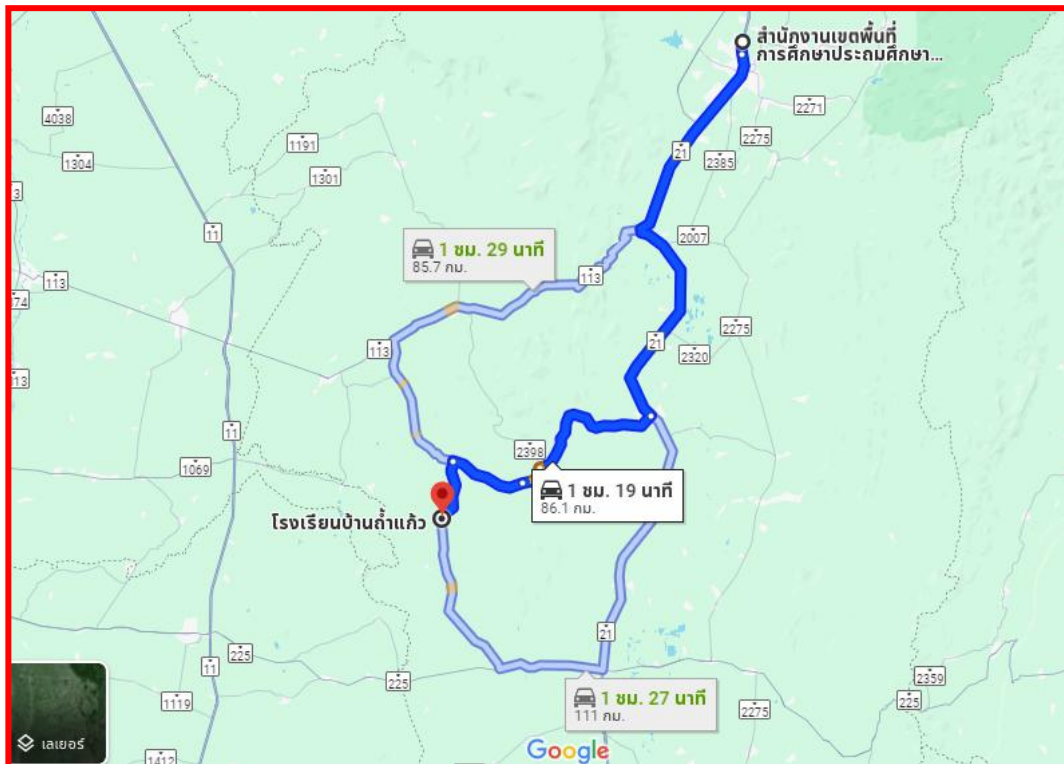 สำนักงานเขตพื้นที่
การศึกษาประถมศึกษา...
4038
2271
1191
2275
1304
21
2385
1301
11
2007
1 ชม. 29 นาที
85.7 กม.
113
113
74
2275
21
2320
113
11
2398
1069
1 ชม. 19 นาที
86.1 กม.
โรงเรียนบ้านถ้ำแก้ว
21
225
11
225
2359
225
1119
1 ชม. 27 นาที
111 กม.
2275
เลเยอร์
Google
1412